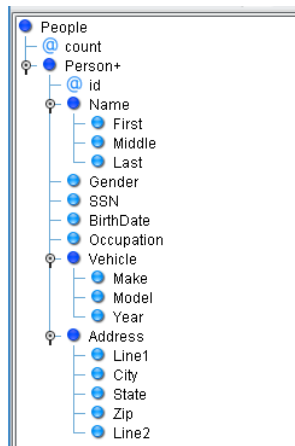 People
@ count
Person+
@ id
Name
First
Middle
Last
Gender
SSN
BirthDate
Occupation
Vehicle
Make
Model
Year
Address
Line1
City
State
Zip
Line2